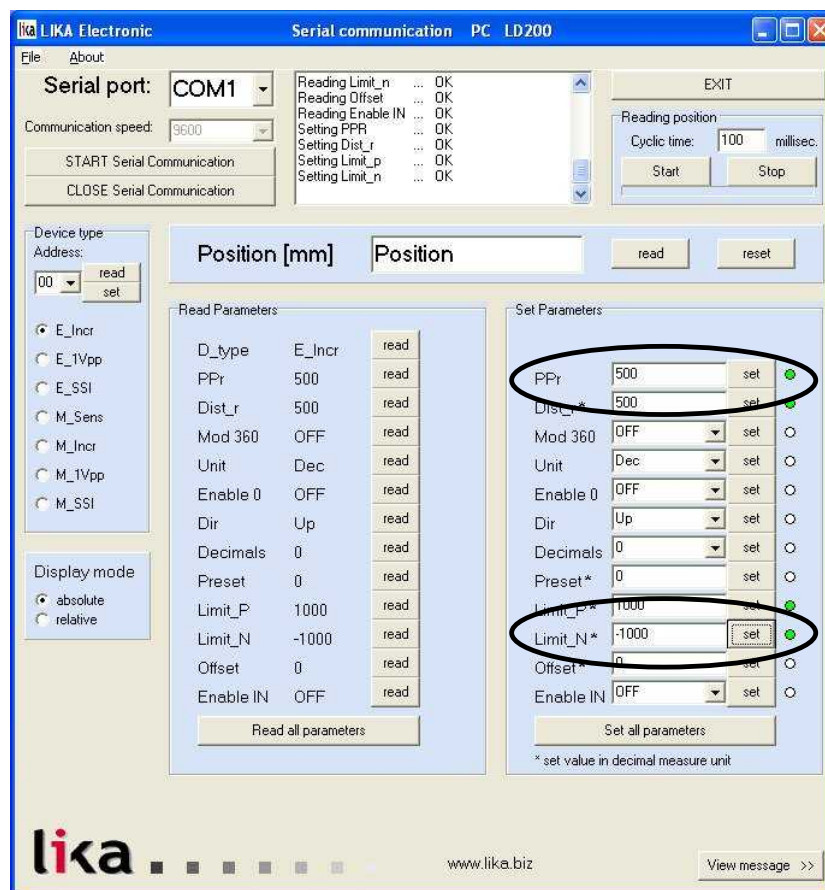 lika LIKA Electronic Serial communication PC LD200
File About
Serial port: COM1
Communication speed: 9600
START Serial Communication
CLOSE Serial Communication
Reading Limit_n ... OK
Reading Offset ... OK
Reading Enable IN ... OK
Setting PPR ... OK
Setting Dist_r ... OK
Setting Limit_p ... OK
Setting Limit_n ... OK
EXIT
Reading position
Cyclic time: 100 millisec.
Start Stop
Device type
Address:
00 read
set
E_Incr
E_1Vpp
E_SSI
M_Sens
M_Incr
M_1Vpp
M_SSI
Display mode
absolute
relative
Position [mm] Position read reset
Read Parameters
D_type E_Incr read
PPr 500 read
Dist_r 500 read
Mod 360 OFF read
Unit Dec read
Enable 0 OFF read
Dir Up read
Decimals 0 read
Preset 0 read
Limit_P 1000 read
Limit_N -1000 read
Offset 0 read
Enable IN OFF read
Read all parameters
Set Parameters
PPr 500 set
Dist_r* 500 set
Mod 360 OFF set
Unit Dec set
Enable 0 OFF set
Dir Up set
Decimals 0 set
Preset* 0 set
Limit_P* 1000 set
Limit_N* -1000 set
Offset* 0 set
Enable IN OFF set
Set all parameters
* set value in decimal measure unit
lika
www.lika.biz
View message >>